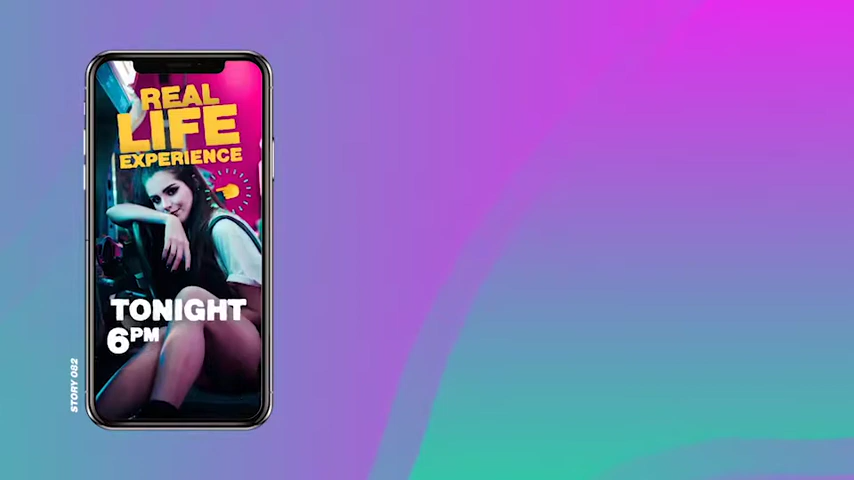 REAL
LIFE
EXPERIENCE
TONIGHT
6PM
STORY 082